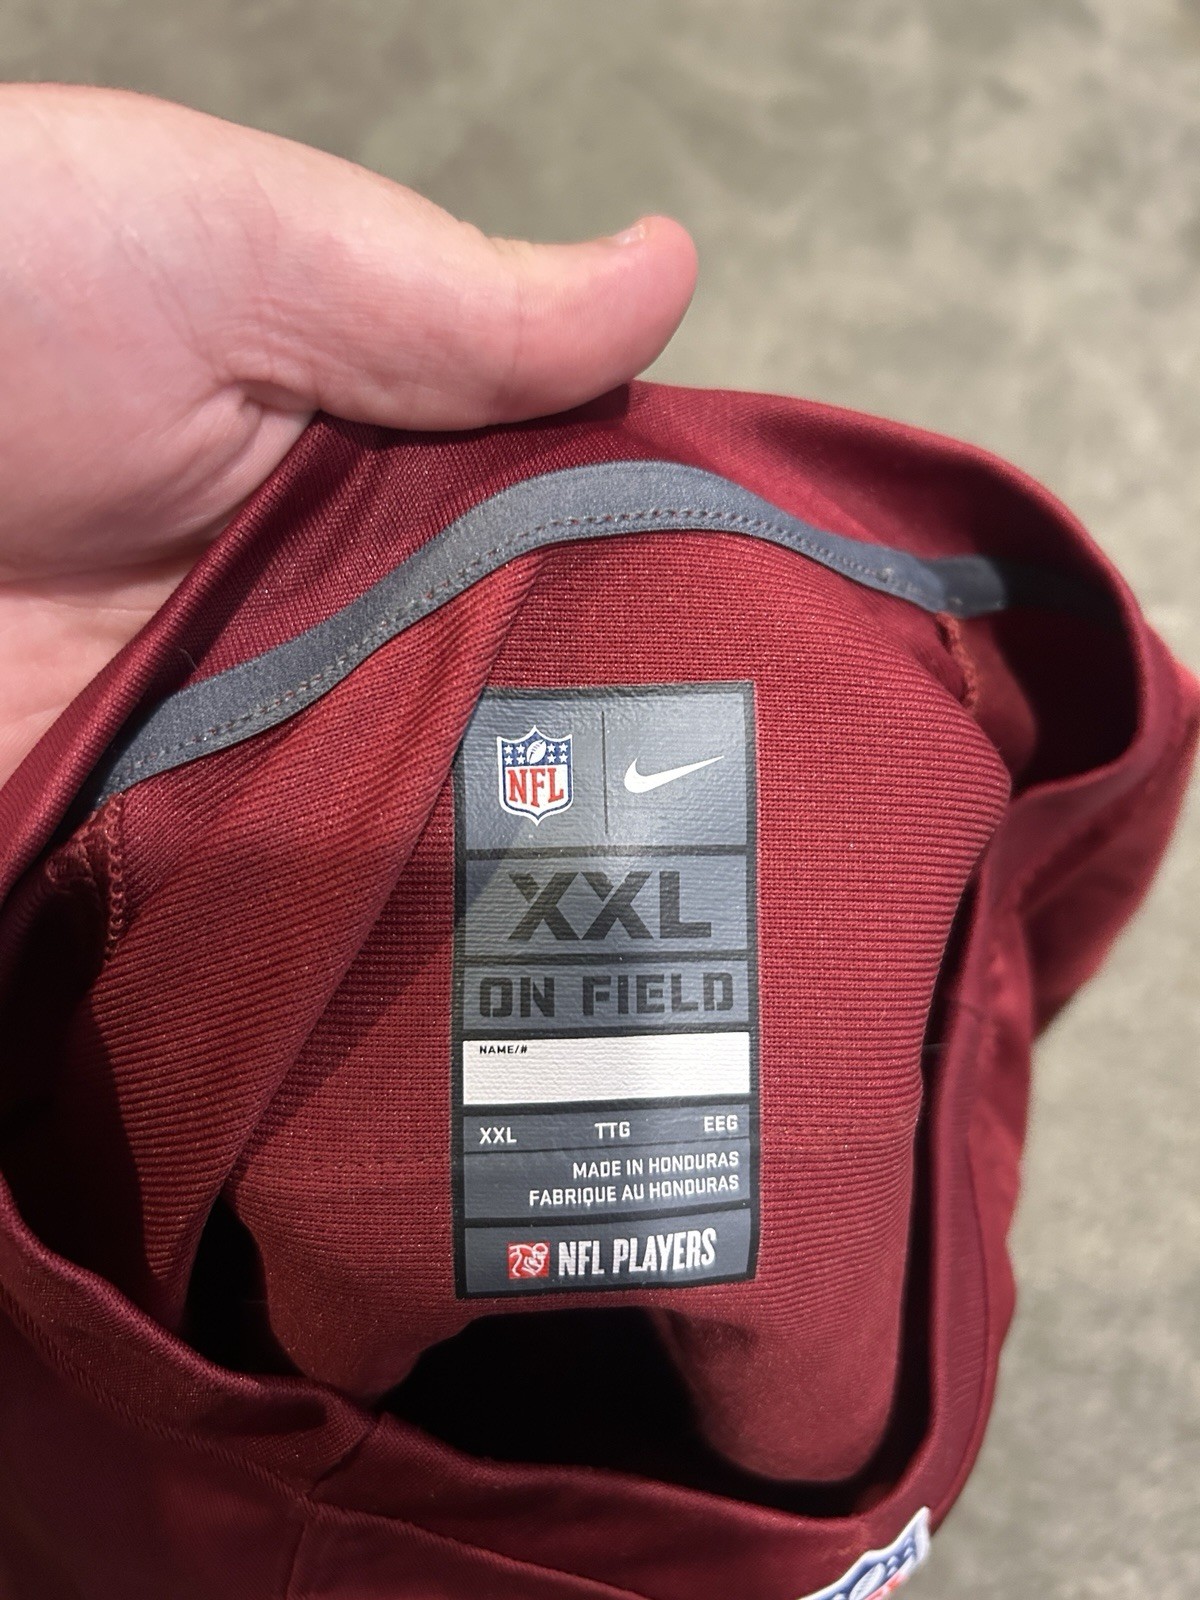 NFL
XXL
ON FIELD
NAME/#
XXL TTG EEG
MADE IN HONDURAS
FABRIQUE AU HONDURAS
NFL PLAYERS